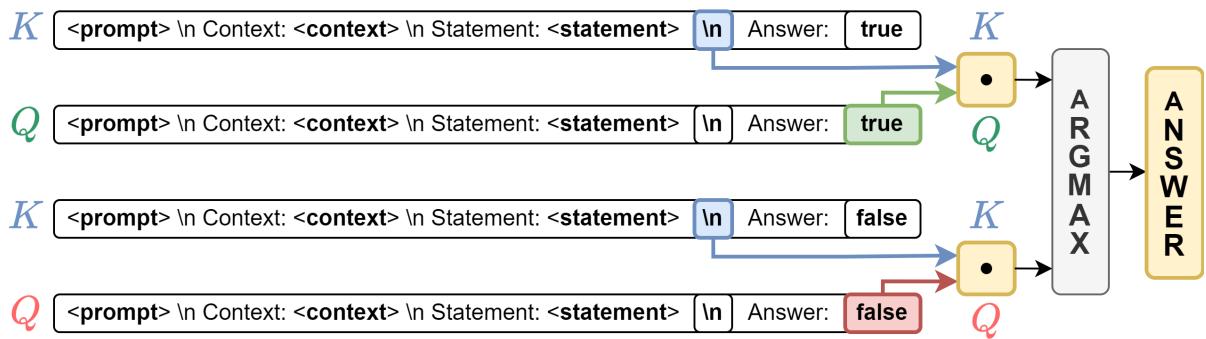 K <prompt> \n Context: <context> \n Statement: <statement> \n Answer: true K
Q <prompt> \n Context: <context> \n Statement: <statement> \n Answer: true Q
K <prompt> \n Context: <context> \n Statement: <statement> \n Answer: false K
Q <prompt> \n Context: <context> \n Statement: <statement> \n Answer: false Q
ARGMAX
ANSWER